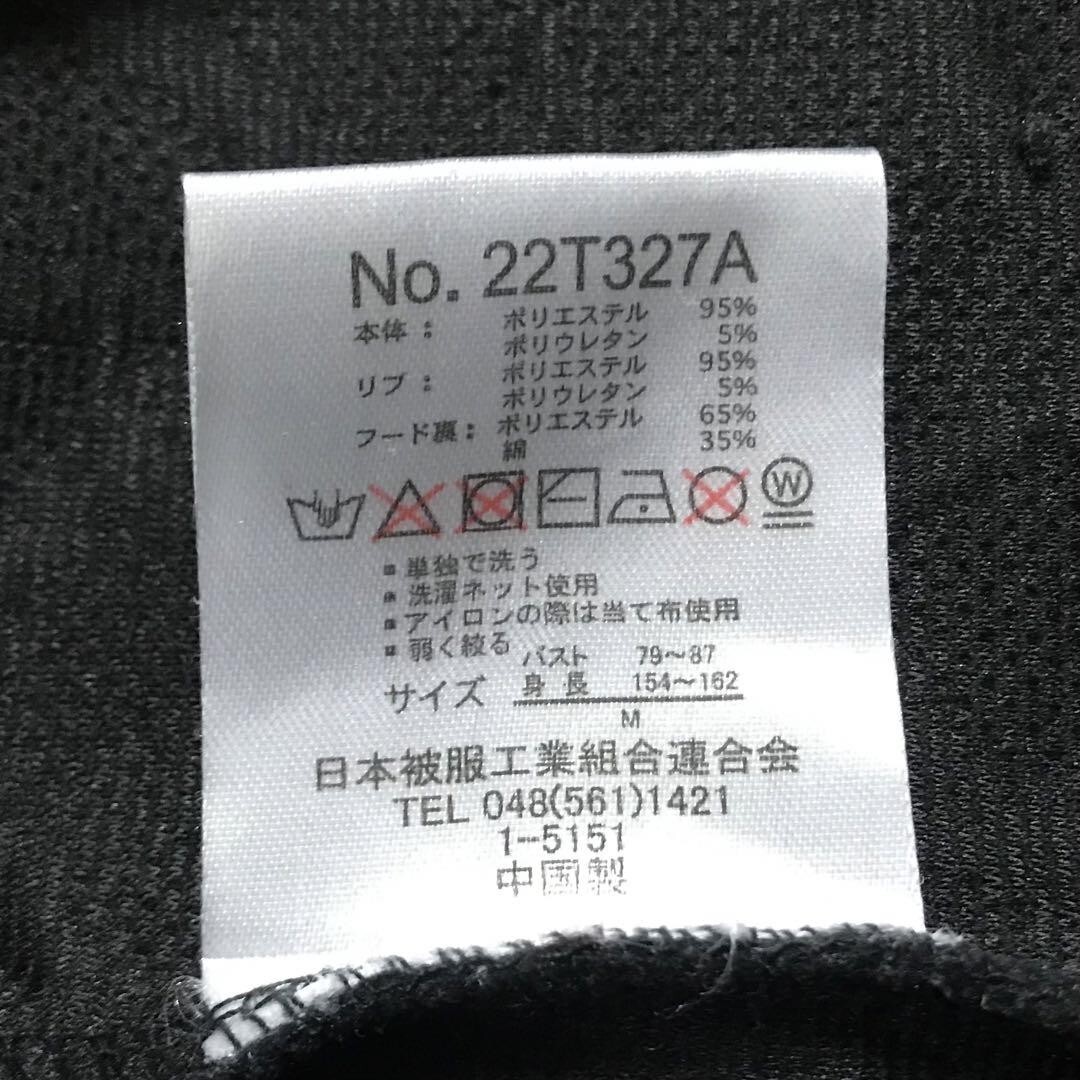 No. 22T327A
本体： ポリエステル 95%
ポリウレタン 5%
リブ： ポリエステル 95%
ポリウレタン 5%
フード裏： ポリエステル 65%
綿 35%
W
▪単独で洗う
▪洗濯ネット使用
▪アイロンの際は当て布使用
▪弱く絞る
バスト 79～87
サイズ 身長 154～162
M
日本被服工業組合連合会
TEL 048(561)1421
1-5151
中国製